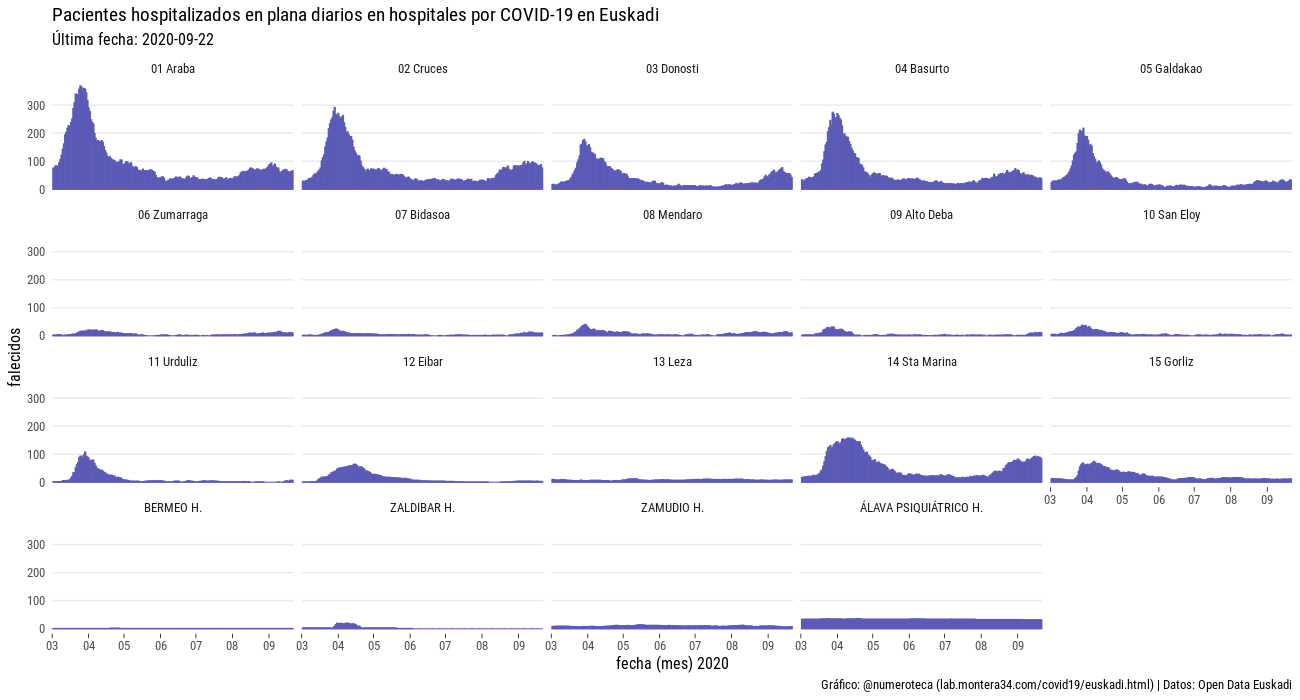 Pacientes hospitalizados en plana diarios en hospitales por COVID-19 en Euskadi
Última fecha: 2020-09-22
01 Araba 02 Cruces 03 Donosti 04 Basurto 05 Galdakao
300
200
100
0
06 Zumarraga 07 Bidasoa 08 Mendaro 09 Alto Deba 10 San Eloy
300
200
100
0
falecidos
11 Urduliz 12 Eibar 13 Leza 14 Sta Marina 15 Gorliz
300
200
100
0
03 04 05 06 07 08 09
BERMEO H. ZALDIBAR H. ZAMUDIO H. ÁLAVA PSIQUIÁTRICO H.
300
200
100
0
03 04 05 06 07 08 09 03 04 05 06 07 08 09 03 04 05 06 07 08 09 03 04 05 06 07 08 09
fecha (mes) 2020
Gráfico: @numeroteca (lab.montera34.com/covid19/euskadi.html) | Datos: Open Data Euskadi